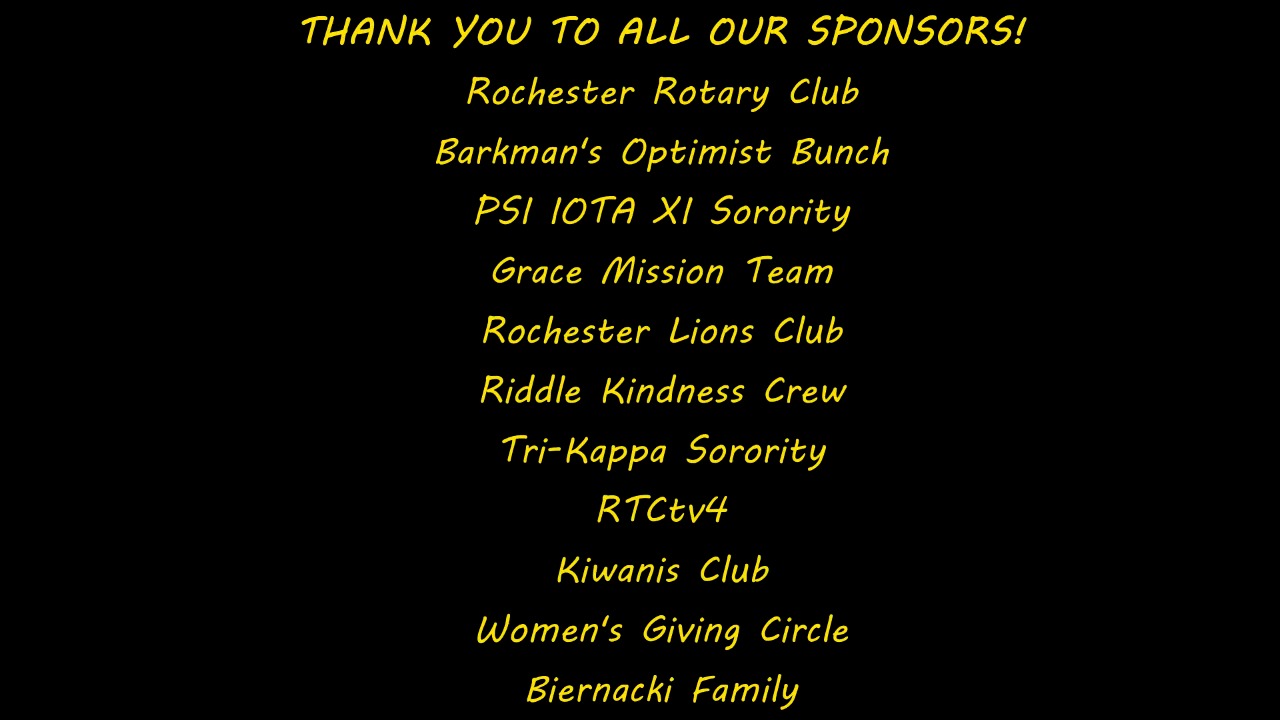 THANK YOU TO ALL OUR SPONSORS!
Rochester Rotary Club
Barkman's Optimist Bunch
PSI IOTA XI Sorority
Grace Mission Team
Rochester Lions Club
Riddle Kindness Crew
Tri-Kappa Sorority
RTCtv4
Kiwanis Club
Women's Giving Circle
Biernacki Family